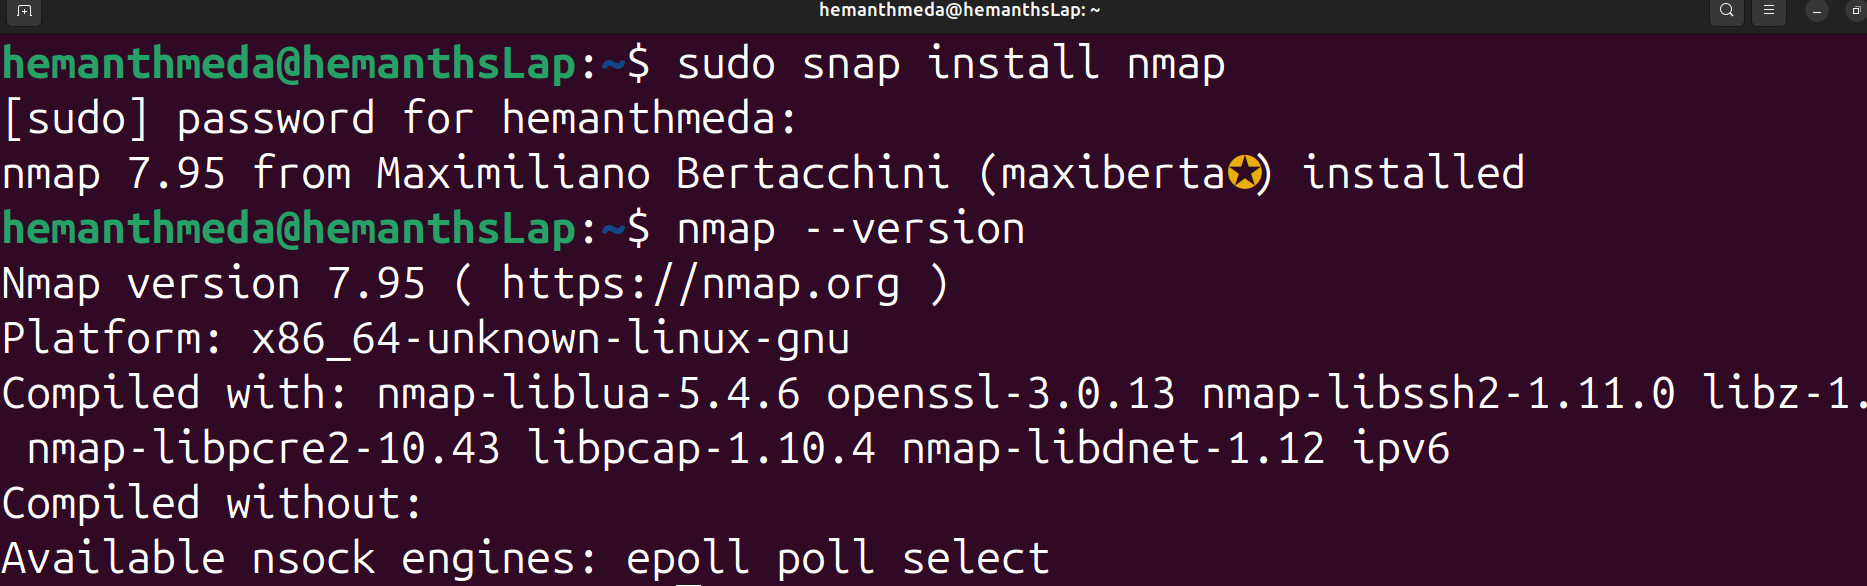 hemanthmeda@hemanthsLap: ~
hemanthmeda@hemanthsLap:~$ sudo snap install nmap
[sudo] password for hemanthmeda:
nmap 7.95 from Maximiliano Bertacchini (maxiberta✪) installed
hemanthmeda@hemanthsLap:~$ nmap --version
Nmap version 7.95 ( https://nmap.org )
Platform: x86_64-unknown-linux-gnu
Compiled with: nmap-liblua-5.4.6 openssl-3.0.13 nmap-libssh2-1.11.0 libz-1.
nmap-libpcre2-10.43 libpcap-1.10.4 nmap-libdnet-1.12 ipv6
Compiled without:
Available nsock engines: epoll poll select